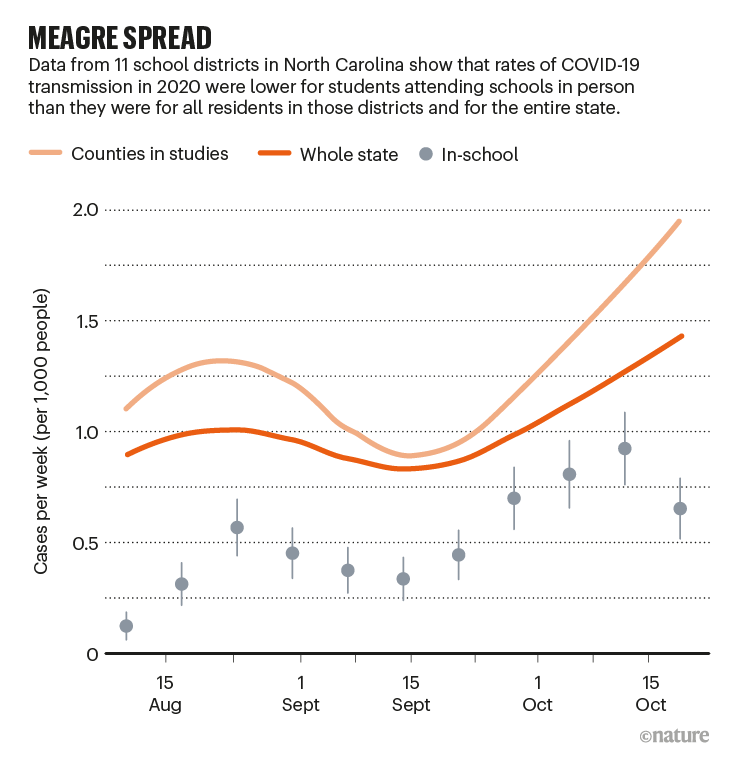 MEAGRE SPREAD
Data from 11 school districts in North Carolina show that rates of COVID-19
transmission in 2020 were lower for students attending schools in person
than they were for all residents in those districts and for the entire state.
Counties in studies
Whole state
In-school
Cases per week (per 1,000 people)
2.0
1.5
1.0
0.5
0
15
Aug
1
Sept
15
Sept
1
Oct
15
Oct
©nature